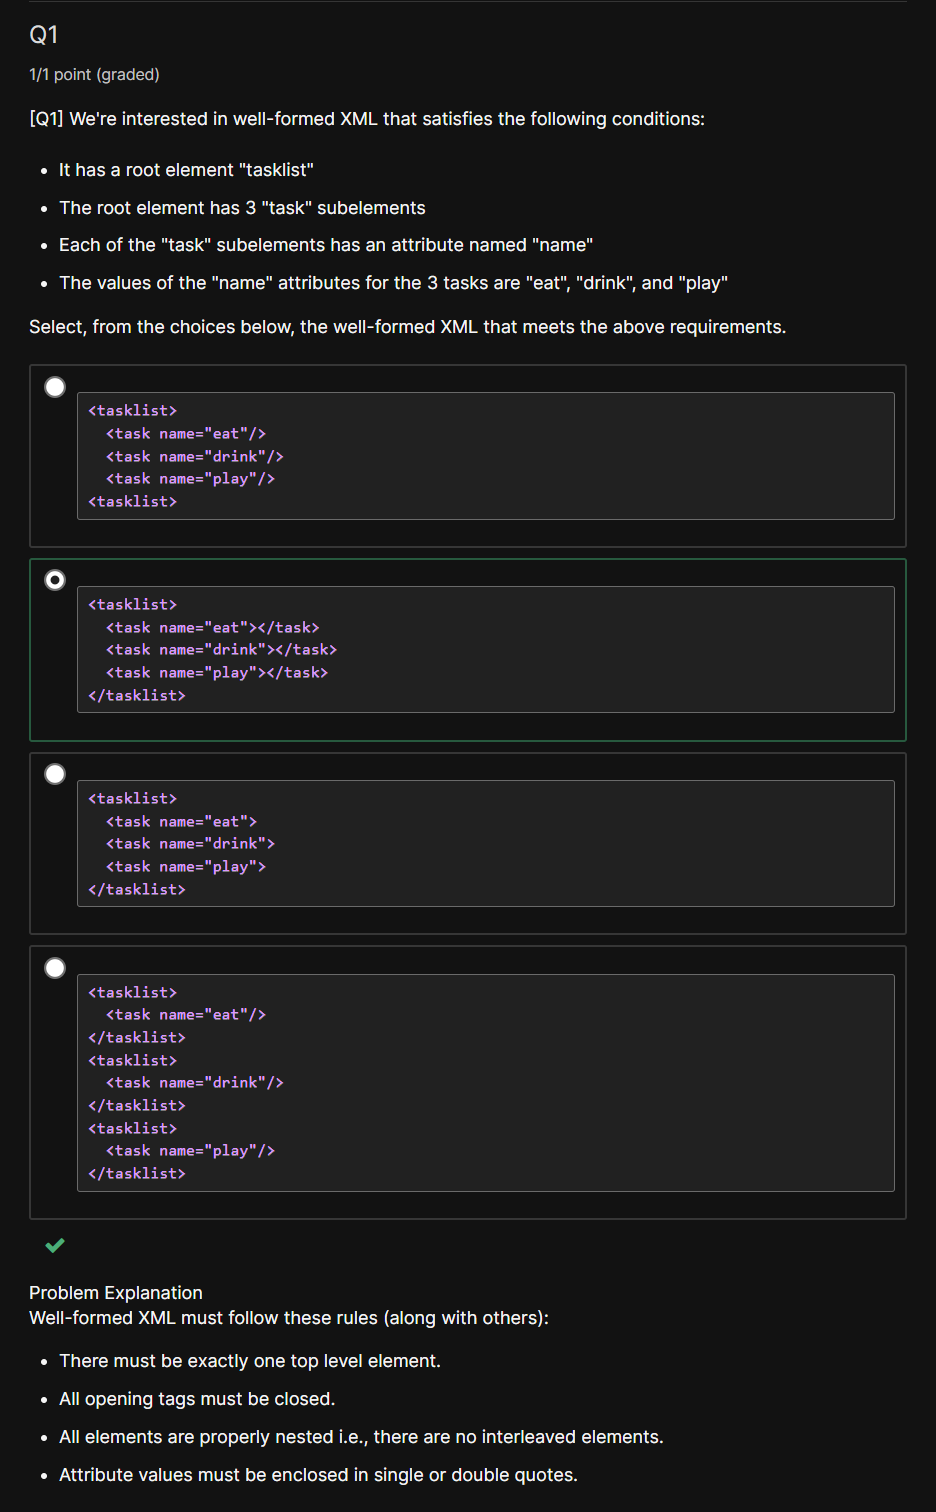 Q1
1/1 point (graded)
[Q1] We're interested in well-formed XML that satisfies the following conditions:
• It has a root element "tasklist"
• The root element has 3 "task" subelements
• Each of the "task" subelements has an attribute named "name"
• The values of the "name" attributes for the 3 tasks are "eat", "drink", and "play"
Select, from the choices below, the well-formed XML that meets the above requirements.
<tasklist>
  <task name="eat"/>
  <task name="drink"/>
  <task name="play"/>
<tasklist>
<tasklist>
  <task name="eat"></task>
  <task name="drink"></task>
  <task name="play"></task>
</tasklist>
<tasklist>
  <task name="eat">
  <task name="drink">
  <task name="play">
</tasklist>
<tasklist>
  <task name="eat"/>
</tasklist>
<tasklist>
  <task name="drink"/>
</tasklist>
<tasklist>
  <task name="play"/>
</tasklist>
Problem Explanation
Well-formed XML must follow these rules (along with others):
• There must be exactly one top level element.
• All opening tags must be closed.
• All elements are properly nested i.e., there are no interleaved elements.
• Attribute values must be enclosed in single or double quotes.